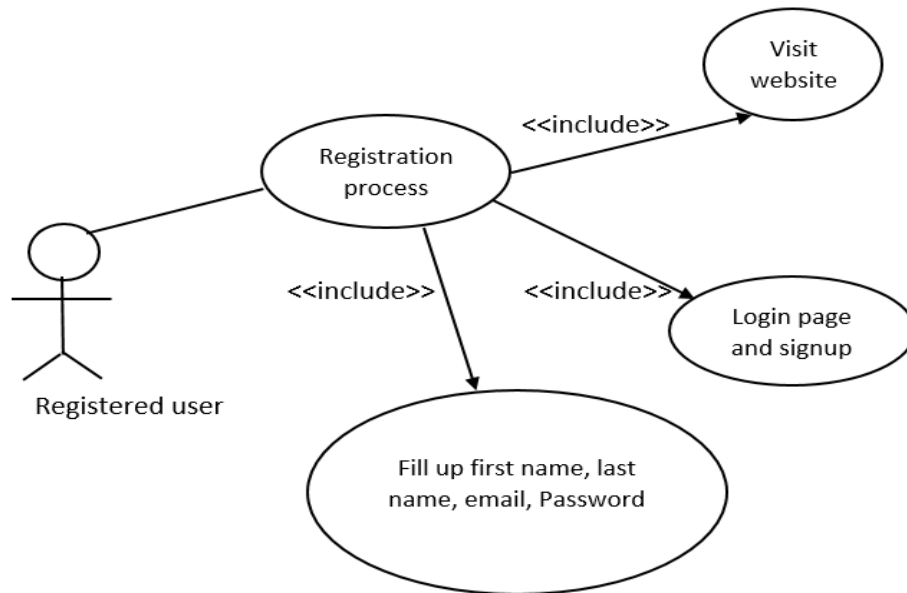 Visit
website
<<include>>
Registration
process
<<include>>
<<include>>
Login page
and signup
Registered user
Fill up first name, last
name, email, Password